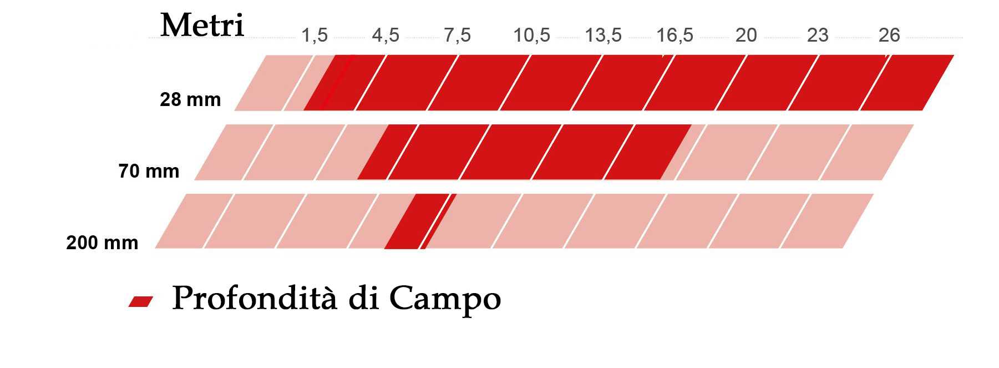 Metri
1,5 4,5 7,5 10,5 13,5 16,5 20 23 26
28 mm
70 mm
200 mm
Profondità di Campo